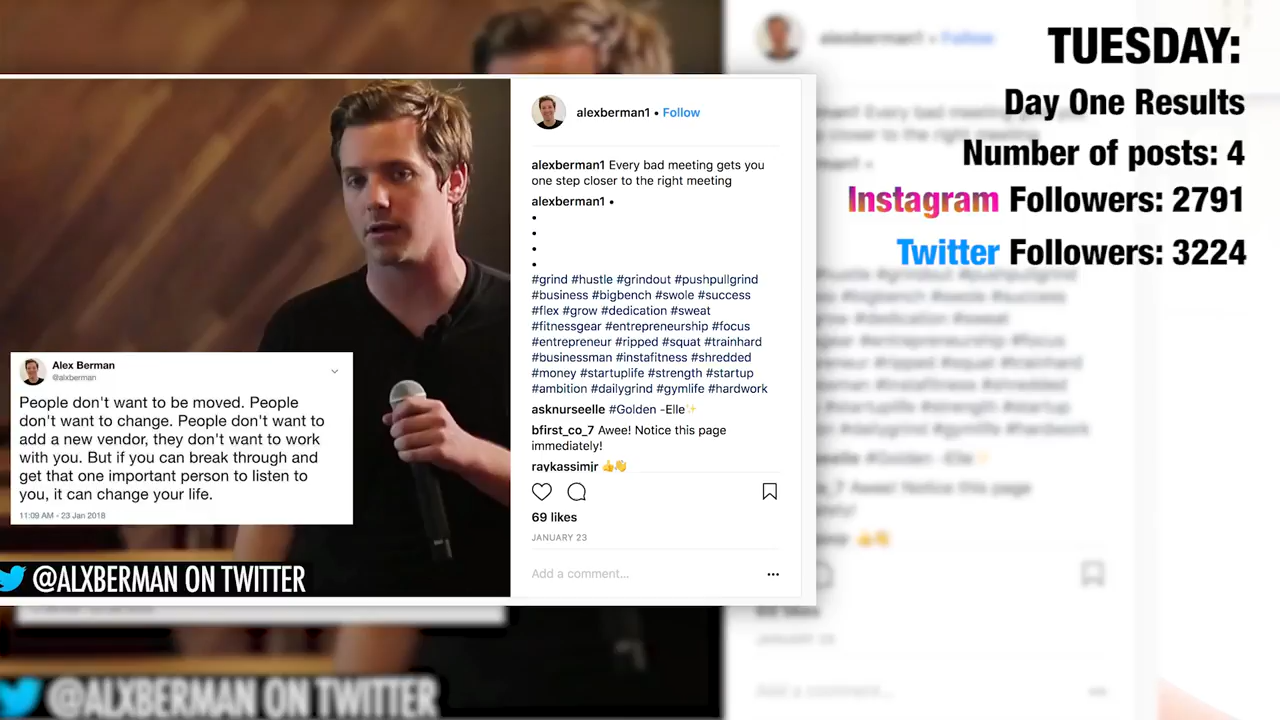 TUESDAY:
Day One Results
Number of posts: 4
Instagram Followers: 2791
Twitter Followers: 3224
alexberman1 • Follow
alexberman1 Every bad meeting gets you
one step closer to the right meeting
alexberman1 •
•
•
•
•
#grind #hustle #grindout #pushpullgrind
#business #bigbench #swole #success
#flex #grow #dedication #sweat
#fitnessgear #entrepreneurship #focus
#entrepreneur #ripped #squat #trainhard
#businessman #instafitness #shredded
#money #startuplife #strength #startup
#ambition #dailygrind #gymlife #hardwork
asknurseelle #Golden -Elle✨
bfirst_co_7 Awee! Notice this page
immediately!
raykassimjr 👍👏
69 likes
JANUARY 23
Add a comment...
Alex Berman
@alxberman
People don't want to be moved. People
don't want to change. People don't want to
add a new vendor, they don't want to work
with you. But if you can break through and
get that one important person to listen to
you, it can change your life.
11:09 AM - 23 Jan 2018
@ALXBERMAN ON TWITTER
@ALXBERMAN ON TWITTER